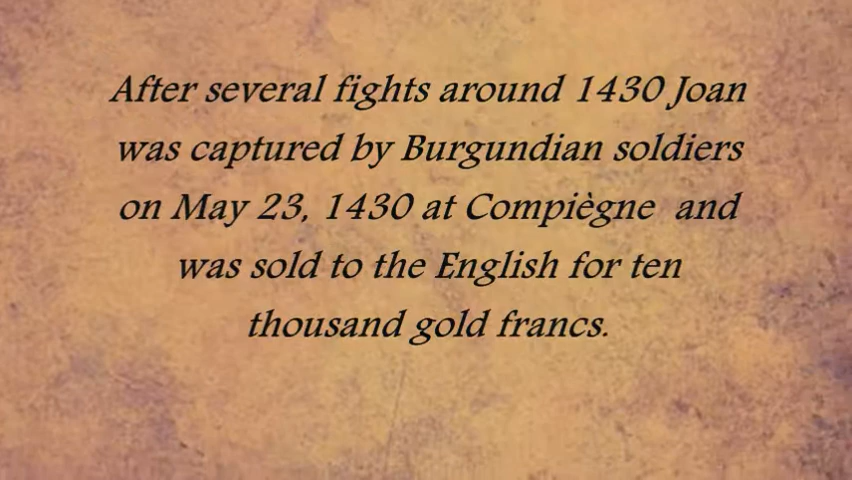 After several fights around 1430 Joan
was captured by Burgundian soldiers
on May 23, 1430 at Compiègne  and
was sold to the English for ten
thousand gold francs.